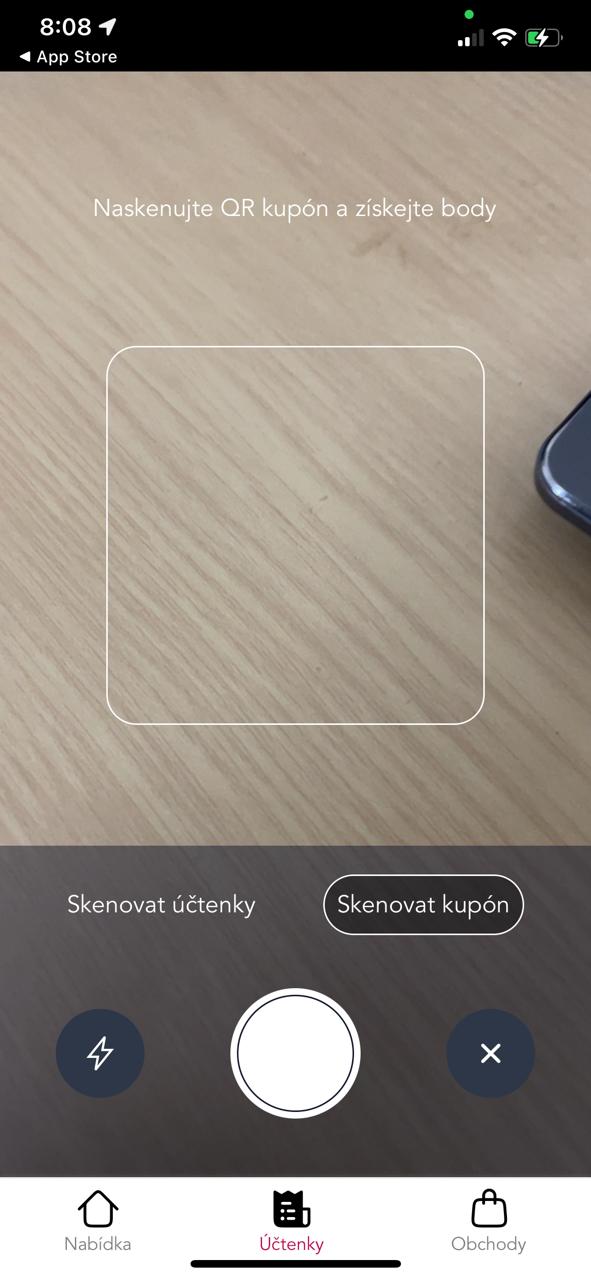 8:08
◀ App Store
Naskenujte QR kupón a získejte body
Skenovat účtenky
Skenovat kupón
Nabídka
Účtenky
Obchody